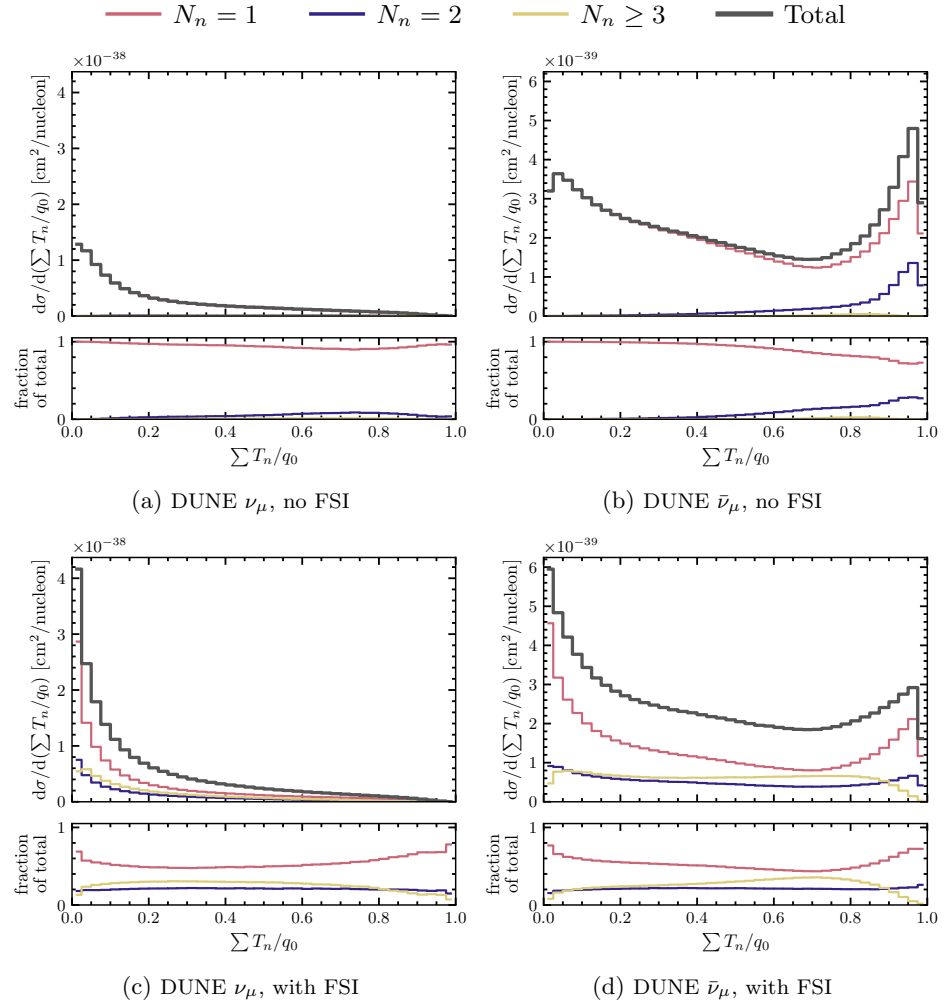 N_n = 1 N_n = 2 N_n ≥ 3 Total
×10^−38
dσ/d(∑ T_n/q_0) [cm^2/nucleon]
4
3
2
1
0
fraction
of total
1
0
0.0 0.2 0.4 0.6 0.8 1.0
∑ T_n/q_0
(a) DUNE ν_μ, no FSI
×10^−39
dσ/d(∑ T_n/q_0) [cm^2/nucleon]
6
5
4
3
2
1
0
fraction
of total
1
0
0.0 0.2 0.4 0.6 0.8 1.0
∑ T_n/q_0
(b) DUNE ν̄_μ, no FSI
×10^−38
dσ/d(∑ T_n/q_0) [cm^2/nucleon]
4
3
2
1
0
fraction
of total
1
0
0.0 0.2 0.4 0.6 0.8 1.0
∑ T_n/q_0
(c) DUNE ν_μ, with FSI
×10^−39
dσ/d(∑ T_n/q_0) [cm^2/nucleon]
6
5
4
3
2
1
0
fraction
of total
1
0
0.0 0.2 0.4 0.6 0.8 1.0
∑ T_n/q_0
(d) DUNE ν̄_μ, with FSI